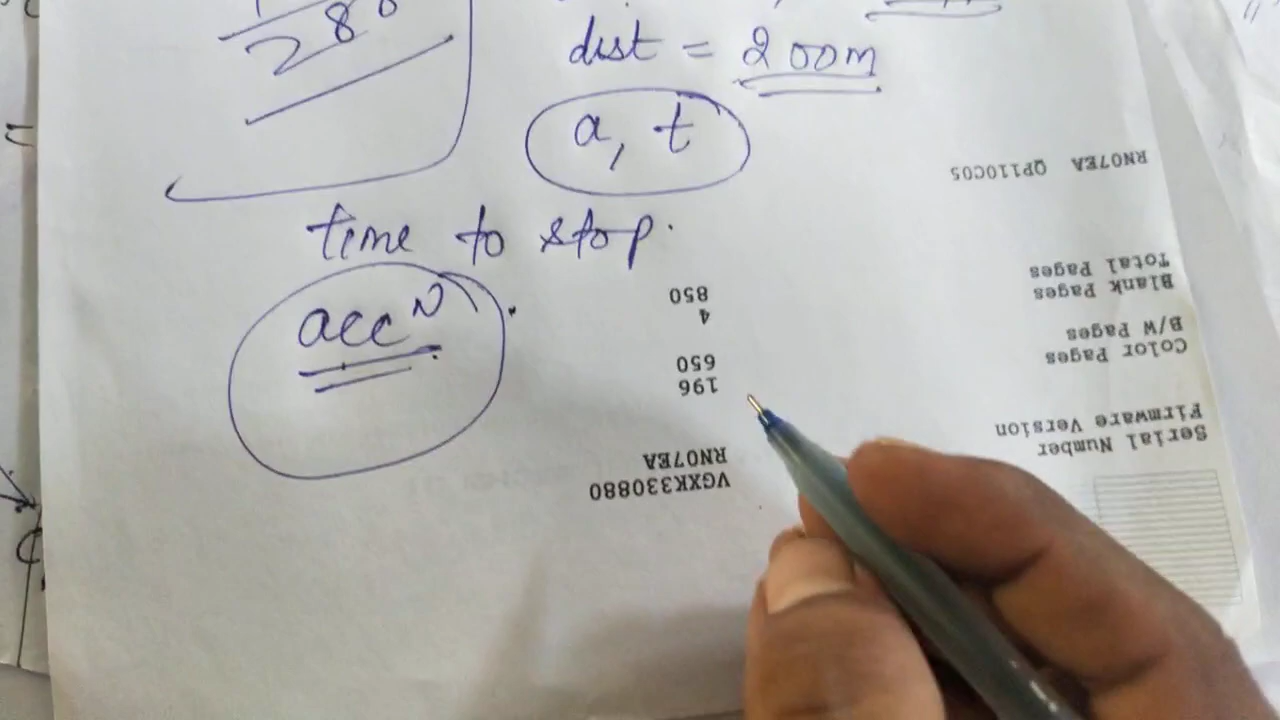 280
dist = 200m
a, t
time to stop.
accⁿ.
RN07EA QP110C05
Total Pages 850
Blank Pages 4
B/W Pages 650
Color Pages 196
Firmware Version RN07EA
Serial Number VGXK330880